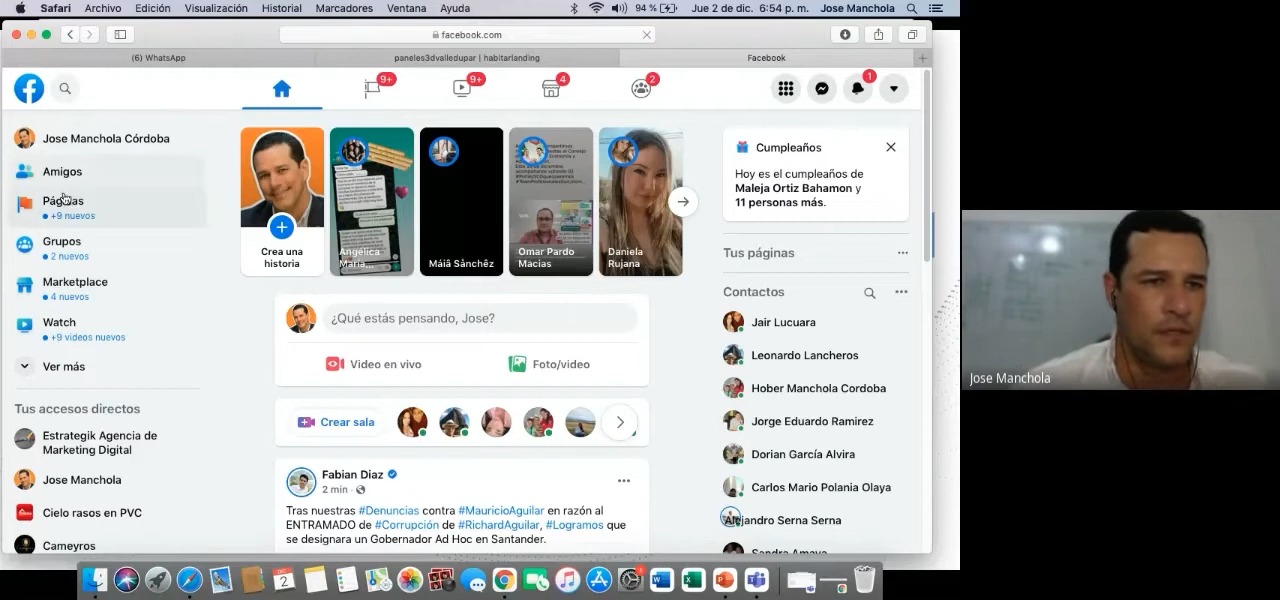 Safari Archivo Edición Visualización Historial Marcadores Ventana Ayuda 94 % Jue 2 de dic. 6:54 p. m. Jose Manchola
facebook.com
(6) WhatsApp
paneles3dvalledupar | habitarlanding
Facebook
9+
9+
4
2
1
Jose Manchola Córdoba
Amigos
Páginas
+9 nuevos
Grupos
2 nuevos
Marketplace
4 nuevos
Watch
+9 videos nuevos
Ver más
Tus accesos directos
Estrategik Agencia de
Marketing Digital
Jose Manchola
Cielo rasos en PVC
Cameyros
Crea una
historia
Angélica
María...
Máiâ Sânchêz
Omar Pardo
Macias
Daniela
Rujana
¿Qué estás pensando, Jose?
Video en vivo
Foto/video
Crear sala
Fabian Diaz
2 min ·
Tras nuestras #Denuncias contra #MauricioAguilar en razón al
ENTRAMADO de #Corrupción de #RichardAguilar, #Logramos que
se designara un Gobernador Ad Hoc en Santander.
Cumpleaños
Hoy es el cumpleaños de
Maleja Ortiz Bahamon y
11 personas más.
Tus páginas
Contactos
Jair Lucuara
Leonardo Lancheros
Hober Manchola Cordoba
Jorge Eduardo Ramirez
Dorian García Alvira
Carlos Mario Polania Olaya
Alejandro Serna Serna
Sandra Amaya
DIC
2
Jose Manchola